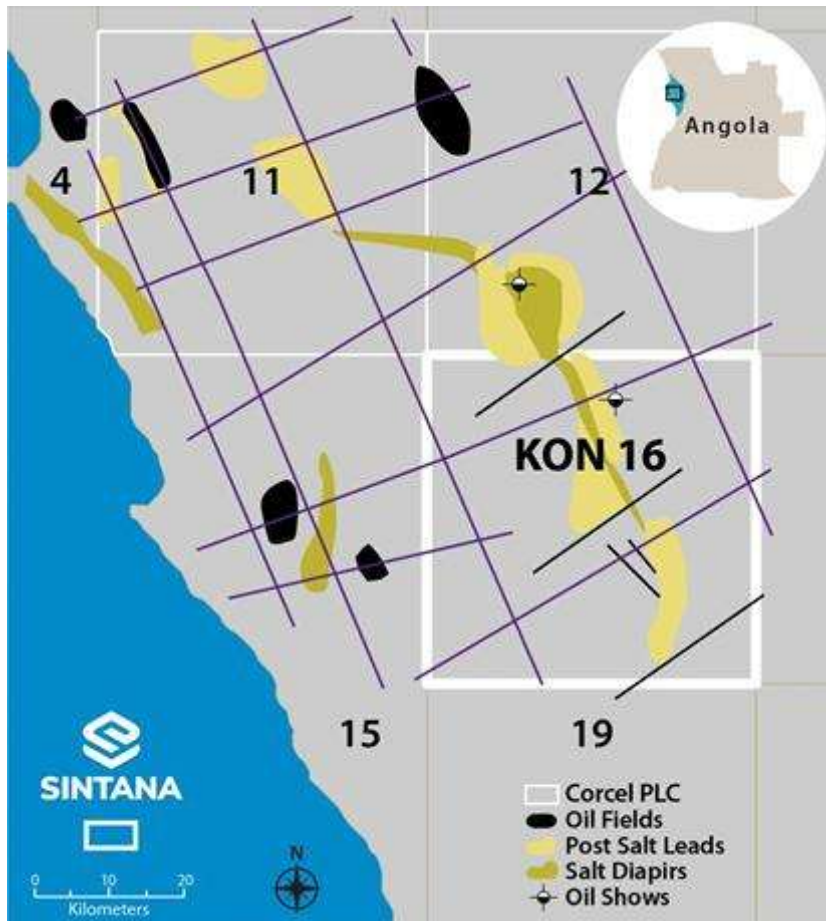 Angola
4
11
12
KON 16
15
19
SINTANA
Corcel PLC
Oil Fields
Post Salt Leads
Salt Diapirs
Oil Shows
N
0 10 20
Kilometers